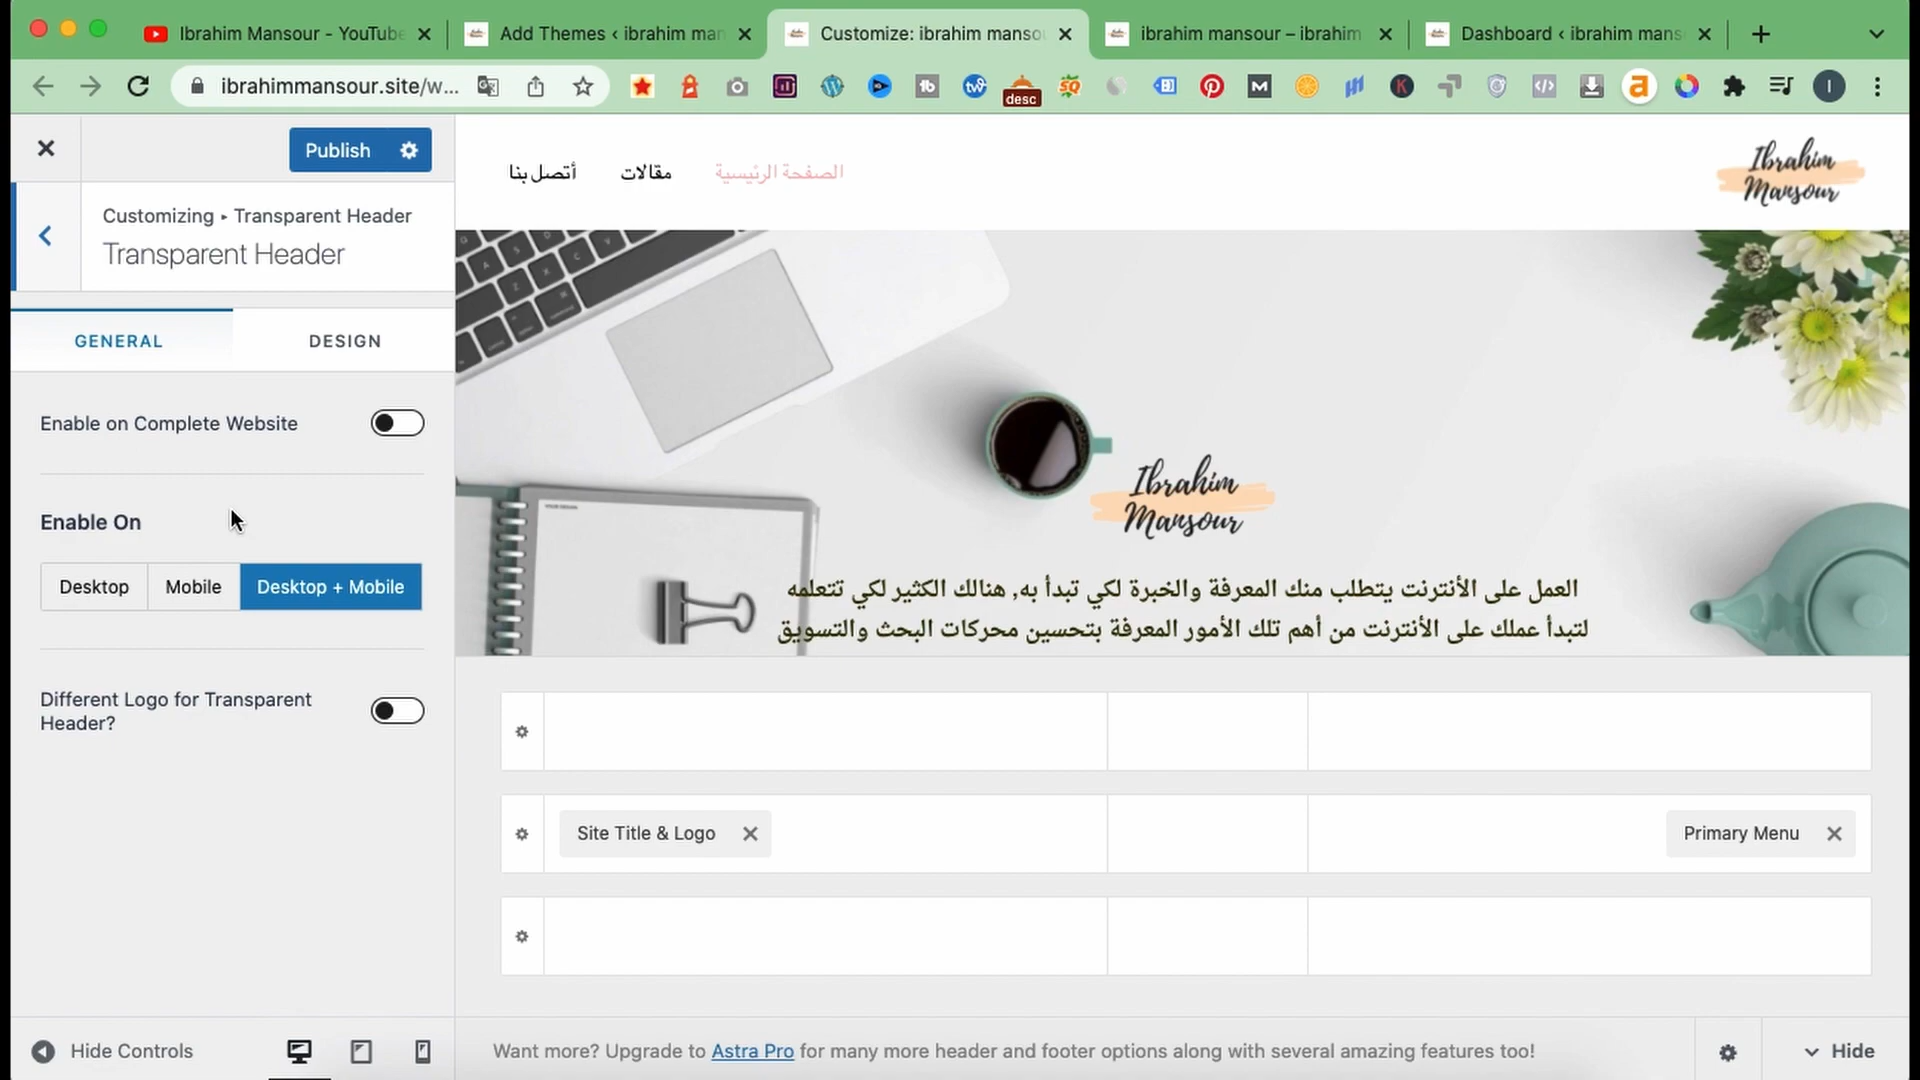 Ibrahim Mansour - YouTube
Add Themes ‹ ibrahim man
Customize: ibrahim manso
ibrahim mansour – ibrahim
Dashboard ‹ ibrahim mans
ibrahimmansour.site/w...
desc
Publish
Customizing ▸ Transparent Header
Transparent Header
GENERAL
DESIGN
Enable on Complete Website
Enable On
Desktop
Mobile
Desktop + Mobile
Different Logo for Transparent
Header?
Hide Controls
الصفحة الرئيسية
مقالات
أتصل بنا
Ibrahim
Mansour
Ibrahim
Mansour
العمل على الأنترنت يتطلب منك المعرفة والخبرة لكي تبدأ به, هنالك الكثير لكي تتعلمه
لتبدأ عملك على الأنترنت من أهم تلك الأمور المعرفة بتحسين محركات البحث والتسويق
Site Title & Logo
Primary Menu
Want more? Upgrade to Astra Pro for many more header and footer options along with several amazing features too!
Hide